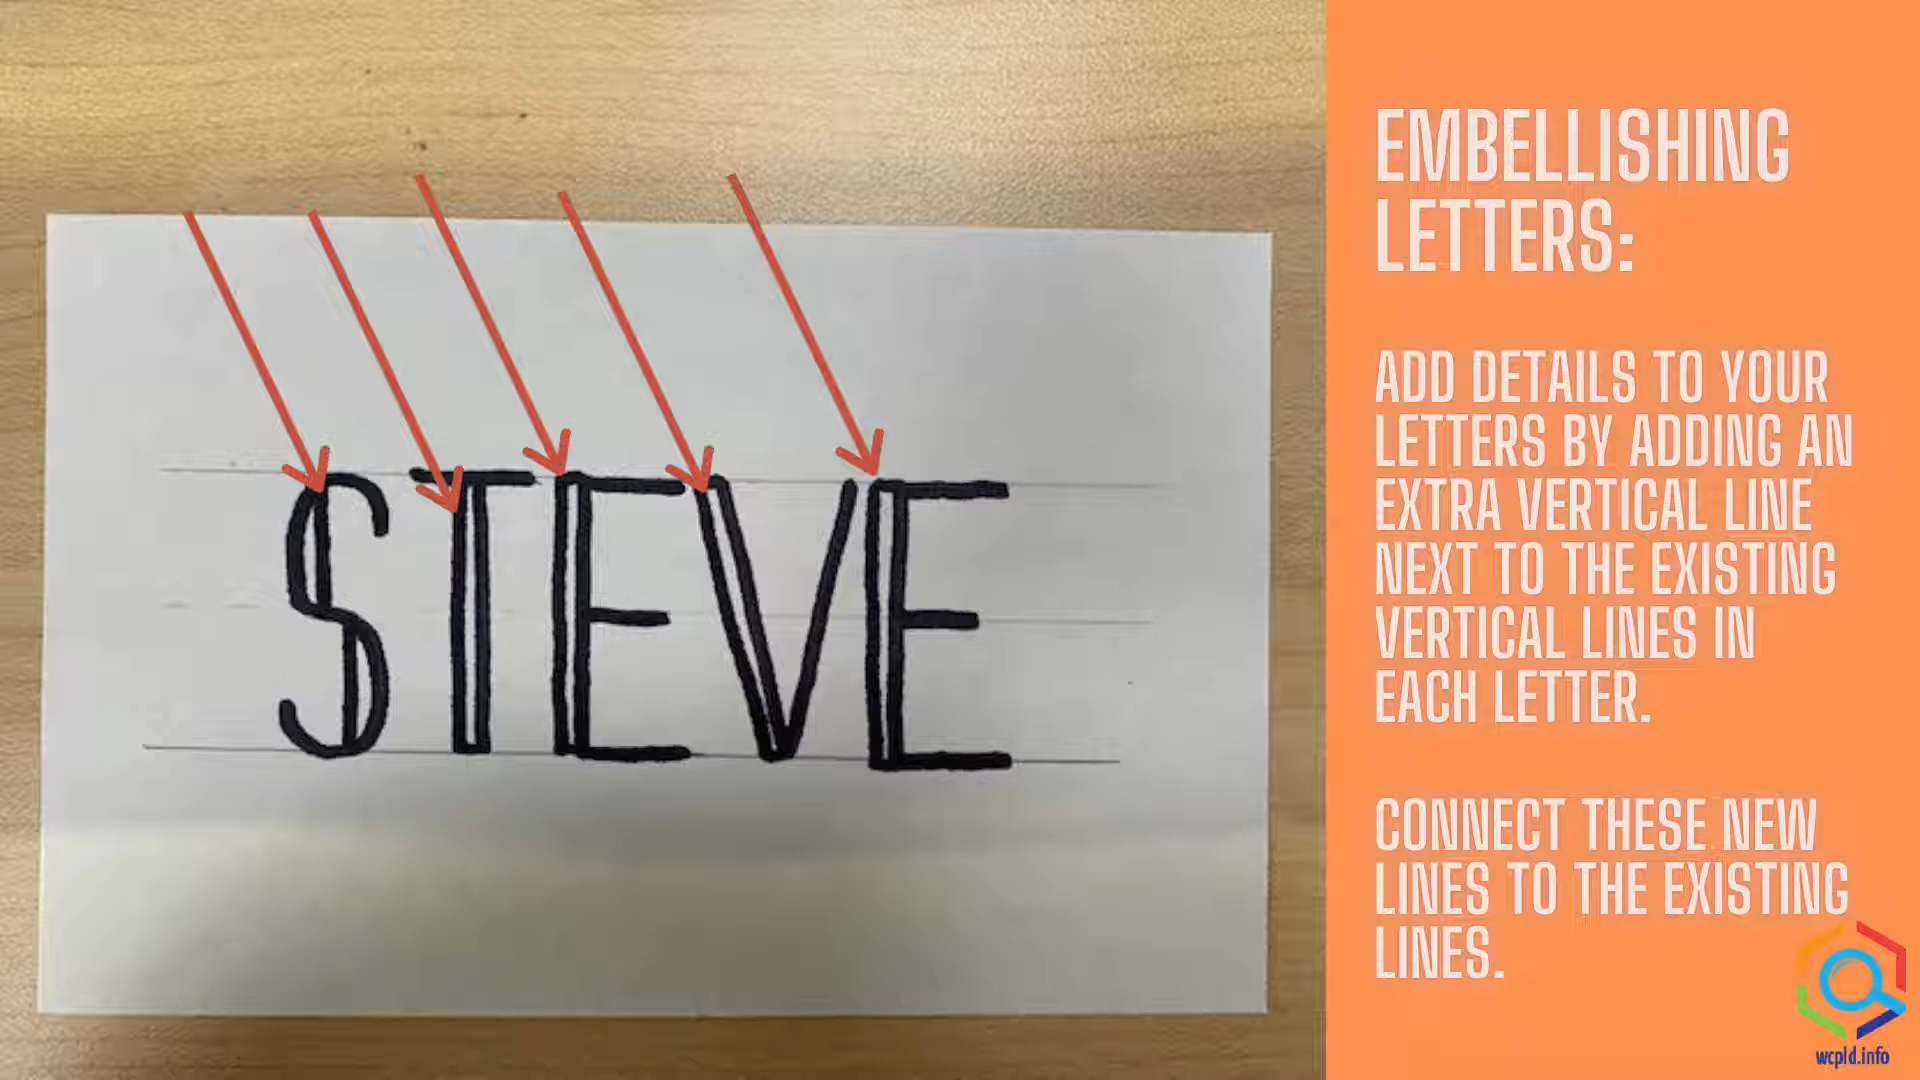 STEVE
EMBELLISHING
LETTERS:
ADD DETAILS TO YOUR
LETTERS BY ADDING AN
EXTRA VERTICAL LINE
NEXT TO THE EXISTING
VERTICAL LINES IN
EACH LETTER.
CONNECT THESE NEW
LINES TO THE EXISTING
LINES.
wcpld.info